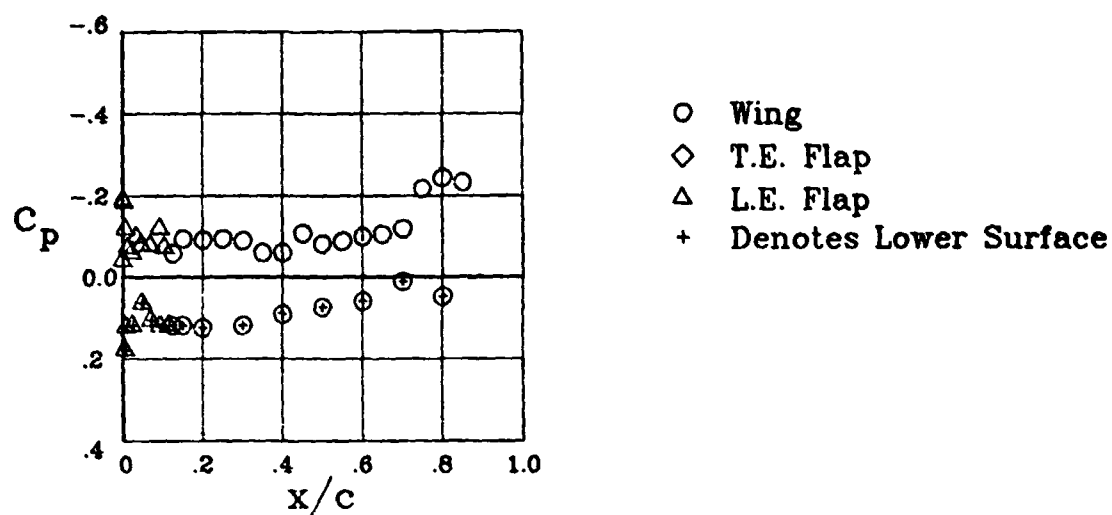 -.6
-.4
-.2
Cp
0.0
.2
.4
0 .2 .4 .6 .8 1.0
x/c
Wing
T.E. Flap
L.E. Flap
+ Denotes Lower Surface